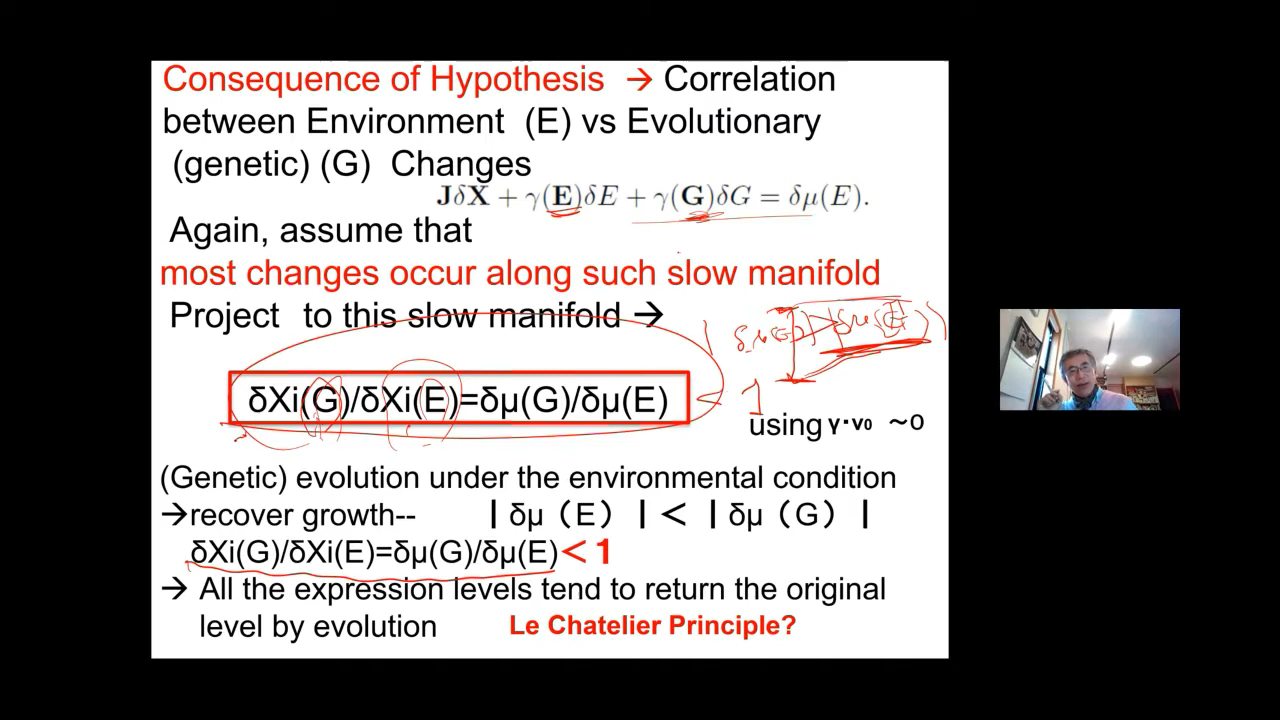 Consequence of Hypothesis → Correlation
between Environment (E) vs Evolutionary
(genetic) (G) Changes
JδX + γ(E)δE + γ(G)δG = δμ(E).
Again, assume that
most changes occur along such slow manifold
Project to this slow manifold →
δXi(G)/δXi(E)=δμ(G)/δμ(E)
< 1
using γ・v₀ ~0
(Genetic) evolution under the environmental condition
→recover growth-- |δμ（E）|＜|δμ（G）|
δXi(G)/δXi(E)=δμ(G)/δμ(E)＜1
→ All the expression levels tend to return the original
level by evolution Le Chatelier Principle?